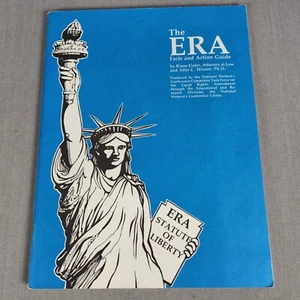 The
ERA
Facts and Action Guide
by Riane Eisler, Attorney at Law
and Allie C. Hixson, Ph.D.
Produced by the National Women's
Conference Committee Task Force for
the Equal Rights Amendment
through the Educational and Re-
search Division, the National
Women's Conference Center.
ERA
STATUTE
OF
LIBERTY